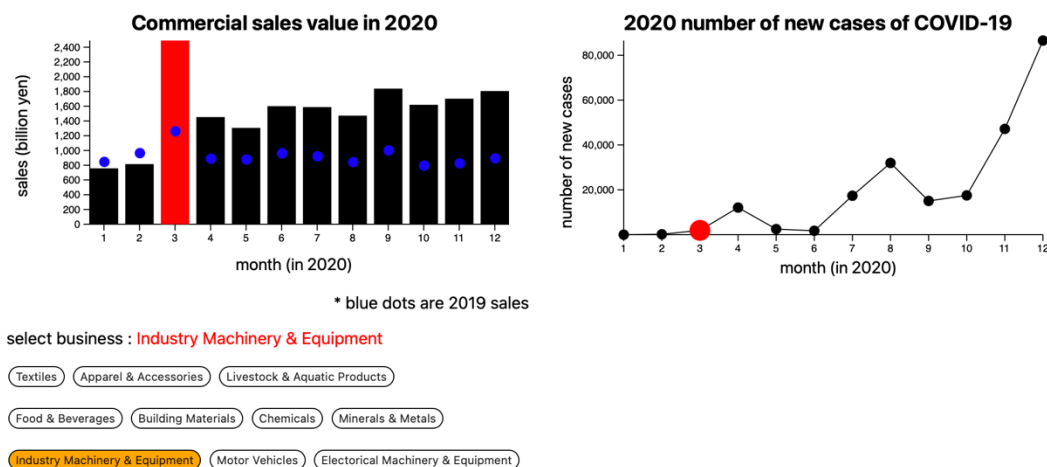 Commercial sales value in 2020
2,400
2,200
2,000
1,800
1,600
1,400
1,200
1,000
800
600
400
200
0
sales (billion yen)
1 2 3 4 5 6 7 8 9 10 11 12
month (in 2020)
* blue dots are 2019 sales
2020 number of new cases of COVID-19
80,000
60,000
40,000
20,000
number of new cases
1 2 3 4 5 6 7 8 9 10 11 12
month (in 2020)
select business : Industry Machinery & Equipment
Textiles Apparel & Accessories Livestock & Aquatic Products
Food & Beverages Building Materials Chemicals Minerals & Metals
Industry Machinery & Equipment Motor Vehicles Electorical Machinery & Equipment